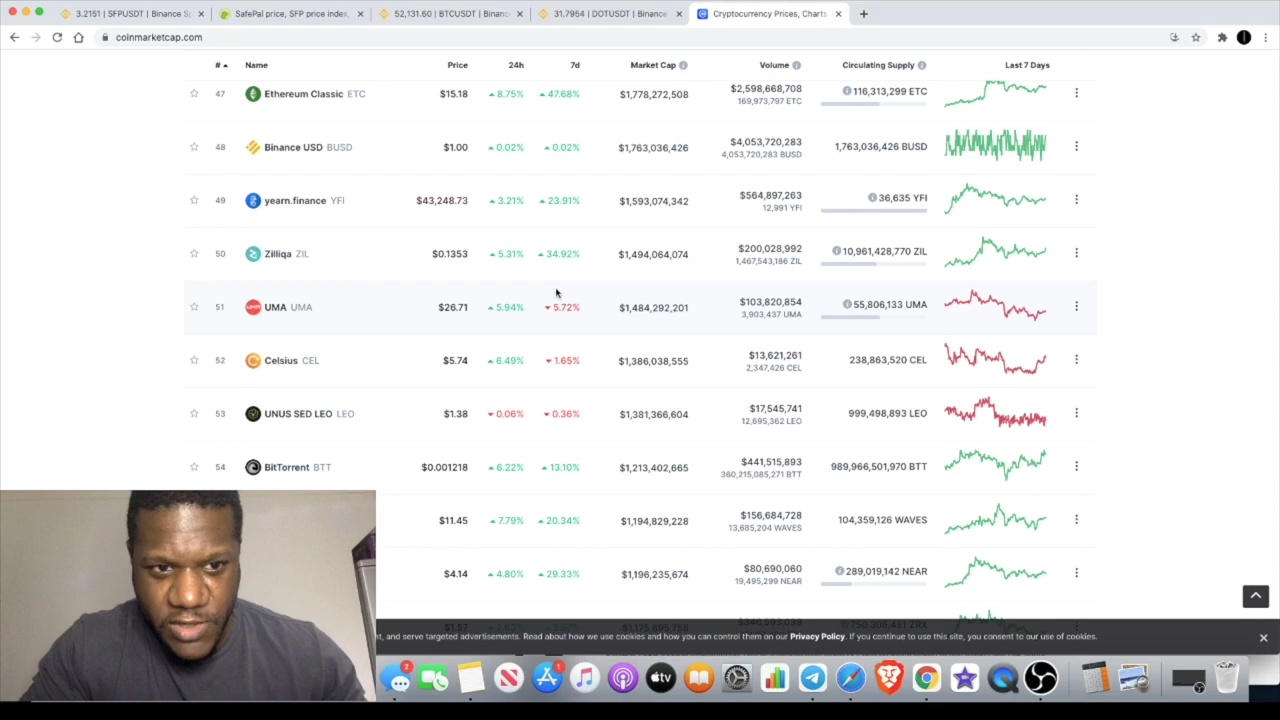 3.2151 | SFPUSDT | Binance Sp
SafePal price, SFP price index,
52,131.60 | BTCUSDT | Binanc
31.7954 | DOTUSDT | Binance
Cryptocurrency Prices, Charts
coinmarketcap.com
# Name Price 24h 7d Market Cap Volume Circulating Supply Last 7 Days
47 Ethereum Classic ETC $15.18 8.75% 47.68% $1,778,272,508 $2,598,668,708 116,313,299 ETC
169,973,797 ETC
48 Binance USD BUSD $1.00 0.02% 0.02% $1,763,036,426 $4,053,720,283 1,763,036,426 BUSD
4,053,720,283 BUSD
49 yearn.finance YFI $43,248.73 3.21% 23.91% $1,593,074,342 $564,897,263 36,635 YFI
12,991 YFI
50 Zilliqa ZIL $0.1353 5.31% 34.92% $1,494,064,074 $200,028,992 10,961,428,770 ZIL
1,467,543,186 ZIL
51 UMA UMA $26.71 5.94% 5.72% $1,484,292,201 $103,820,854 55,806,133 UMA
3,903,437 UMA
52 Celsius CEL $5.74 6.49% 1.65% $1,386,038,555 $13,621,261 238,863,520 CEL
2,347,426 CEL
53 UNUS SED LEO LEO $1.38 0.06% 0.36% $1,381,366,604 $17,545,741 999,498,893 LEO
12,695,362 LEO
54 BitTorrent BTT $0.001218 6.22% 13.10% $1,213,402,665 $441,515,893 989,966,501,970 BTT
360,215,085,271 BTT
$11.45 7.79% 20.34% $1,194,829,228 $156,684,728 104,359,126 WAVES
13,685,204 WAVES
$4.14 4.80% 29.33% $1,196,235,674 $80,690,060 289,019,142 NEAR
19,495,299 NEAR
nt, and serve targeted advertisements. Read about how we use cookies and how you can control them on our Privacy Policy. If you continue to use this site, you consent to our use of cookies.
2
1
tv